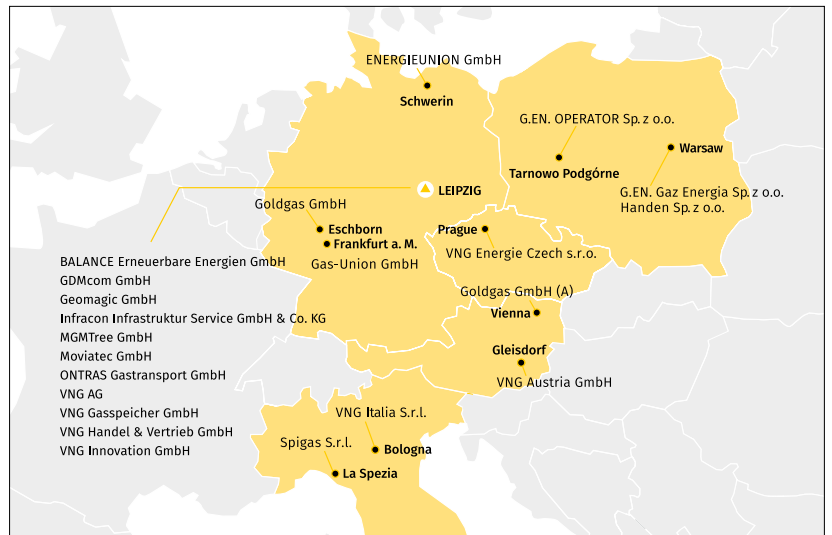 ENERGIEUNION GmbH
Schwerin
G.EN. OPERATOR Sp. z o.o.
Warsaw
Tarnowo Podgórne
G.EN. Gaz Energia Sp. z o.o.
Handen Sp. z o.o.
LEIPZIG
Goldgas GmbH
Eschborn
Frankfurt a. M.
Gas-Union GmbH
Prague
VNG Energie Czech s.r.o.
BALANCE Erneuerbare Energien GmbH
GDMcom GmbH
Geomagic GmbH
Infracon Infrastruktur Service GmbH & Co. KG
MGMTree GmbH
Moviatec GmbH
ONTRAS Gastransport GmbH
VNG AG
VNG Gasspeicher GmbH
VNG Handel & Vertrieb GmbH
VNG Innovation GmbH
Goldgas GmbH (A)
Vienna
Gleisdorf
VNG Austria GmbH
VNG Italia S.r.l.
Bologna
Spigas S.r.l.
La Spezia